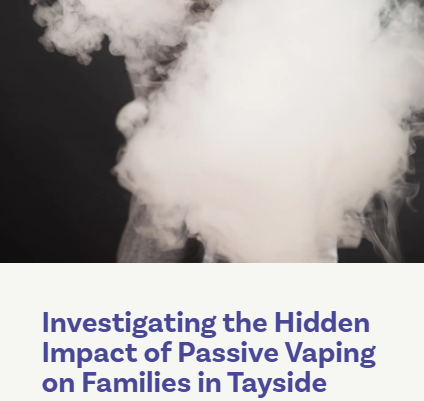 Investigating the Hidden
Impact of Passive Vaping
on Families in Tayside